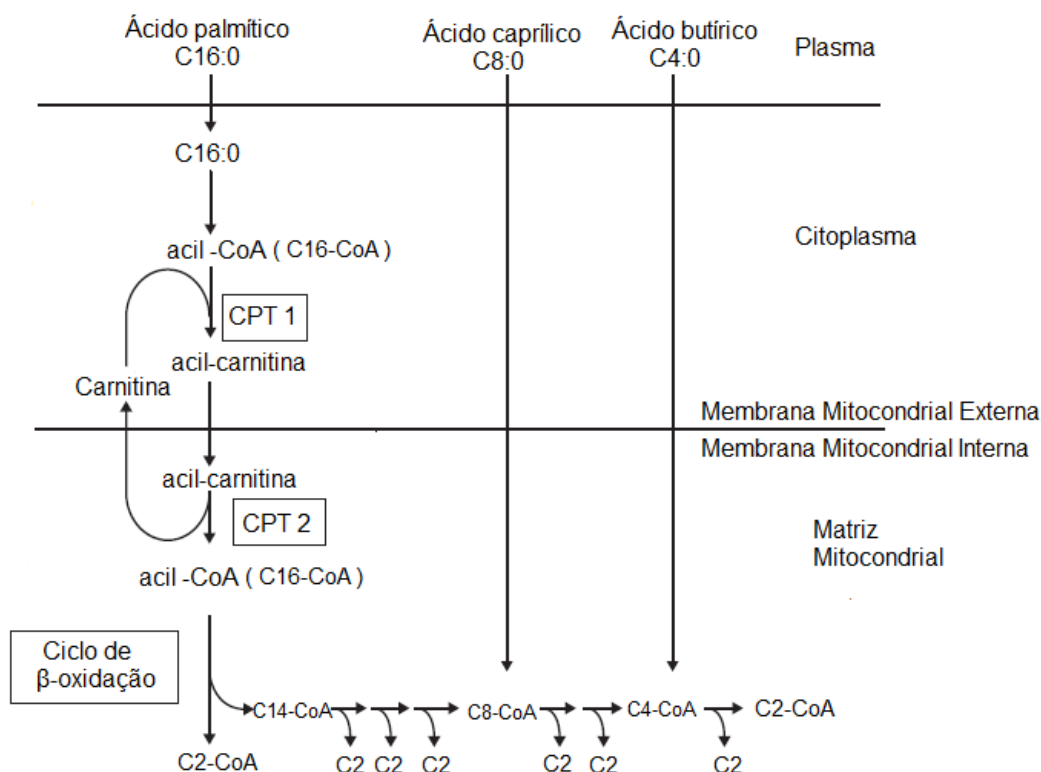 Ácido palmítico
C16:0
Ácido caprílico
C8:0
Ácido butírico
C4:0
Plasma
C16:0
acil -CoA ( C16-CoA )
Citoplasma
CPT 1
acil-carnitina
Carnitina
Membrana Mitocondrial Externa
Membrana Mitocondrial Interna
acil-carnitina
CPT 2
Matriz
Mitocondrial
acil -CoA ( C16-CoA )
Ciclo de
β-oxidação
C14-CoA
C8-CoA
C4-CoA
C2-CoA
C2-CoA
C2 C2 C2
C2 C2
C2